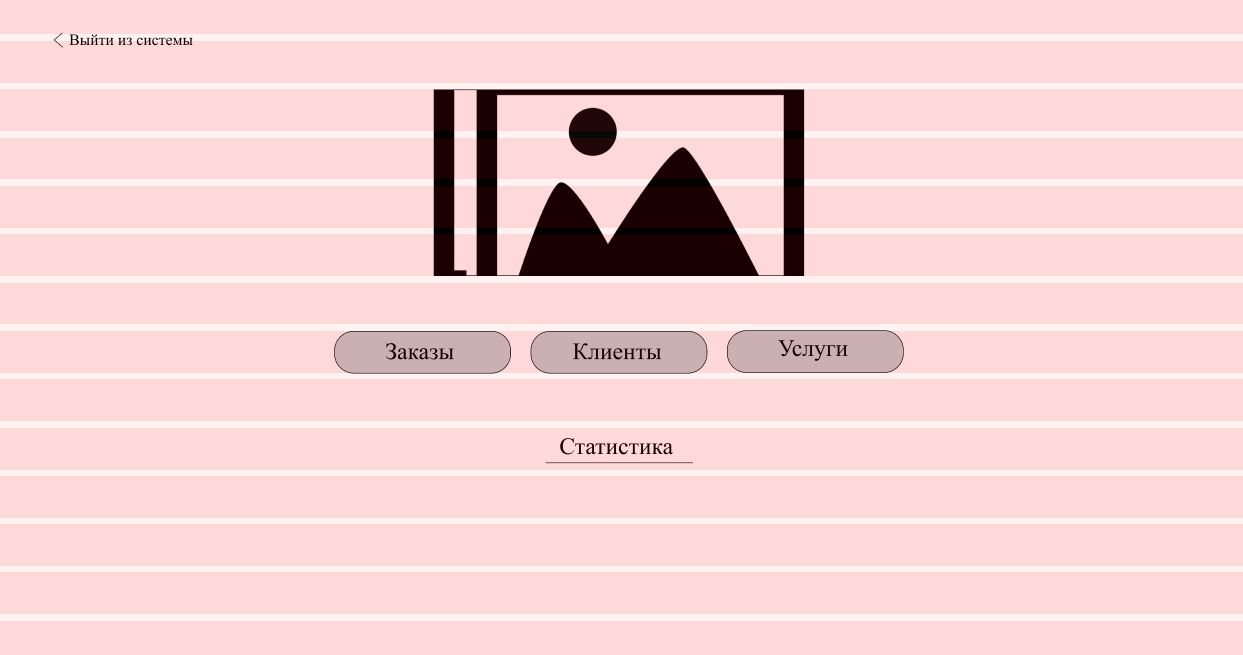 Выйти из системы
Заказы
Клиенты
Услуги
Статистика